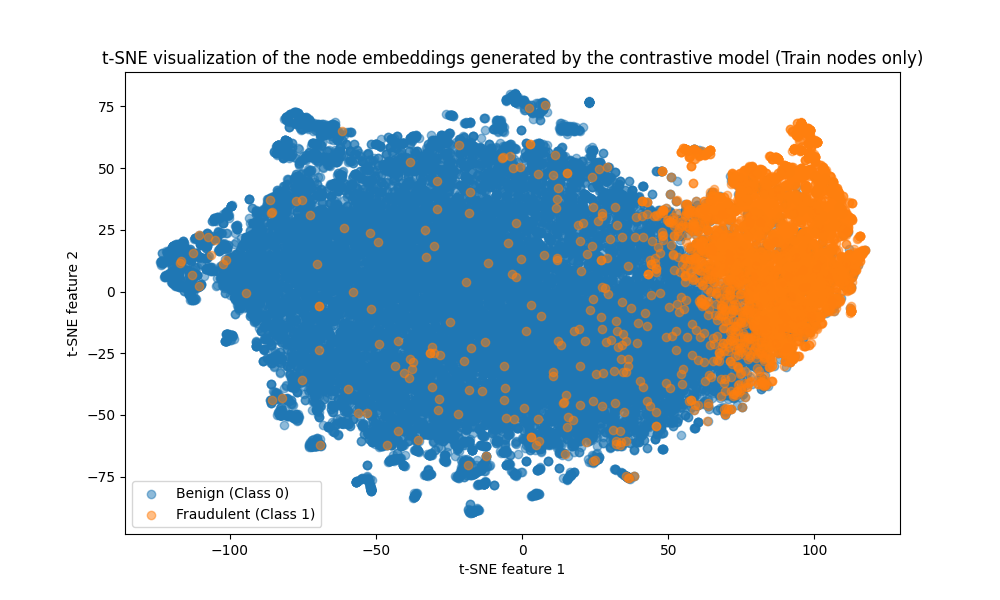 t-SNE visualization of the node embeddings generated by the contrastive model (Train nodes only)
75
50
25
0
−25
−50
−75
t-SNE feature 2
Benign (Class 0)
Fraudulent (Class 1)
−100
−50
0
50
100
t-SNE feature 1